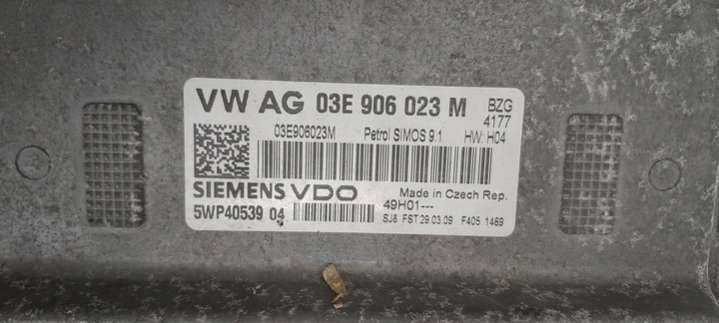 VW AG 03E 906 023 M BZG
4177
03E906023M Petrol SIMOS 9.1 HW: H04
SIEMENS VDO Made in Czech Rep.
5WP40539 04 49H01---
SJ8 FST 29.03.09 F405 1469